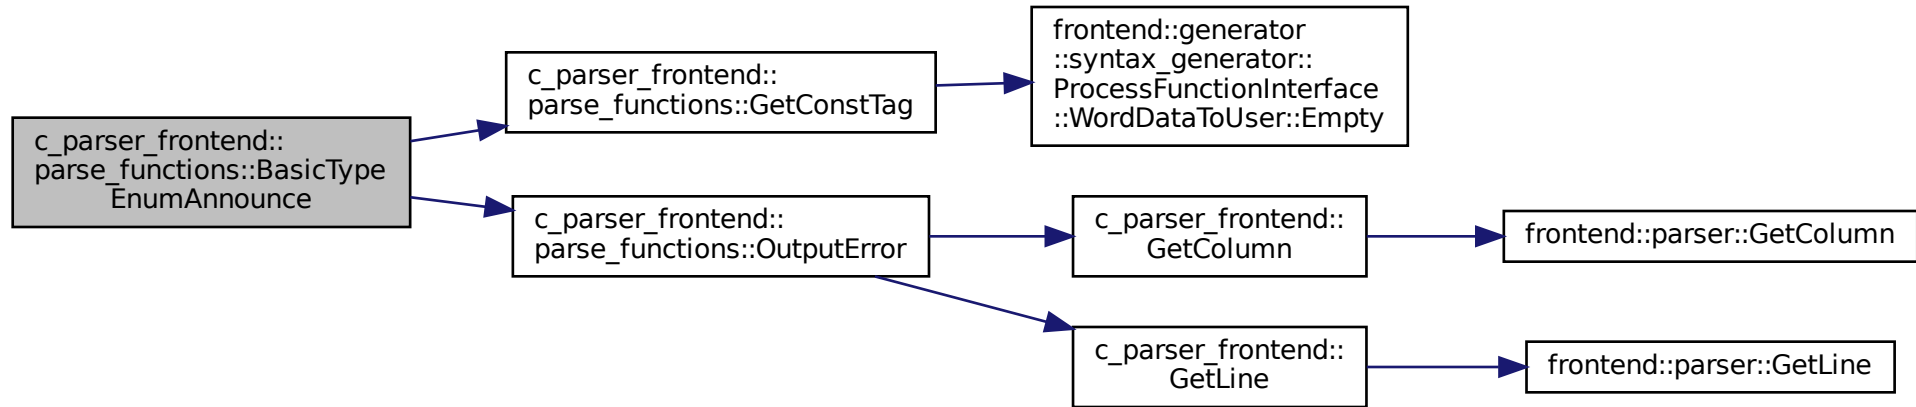 c_parser_frontend::
parse_functions::BasicType
EnumAnnounce
c_parser_frontend::
parse_functions::GetConstTag
frontend::generator
::syntax_generator::
ProcessFunctionInterface
::WordDataToUser::Empty
c_parser_frontend::
parse_functions::OutputError
c_parser_frontend::
GetColumn
frontend::parser::GetColumn
c_parser_frontend::
GetLine
frontend::parser::GetLine